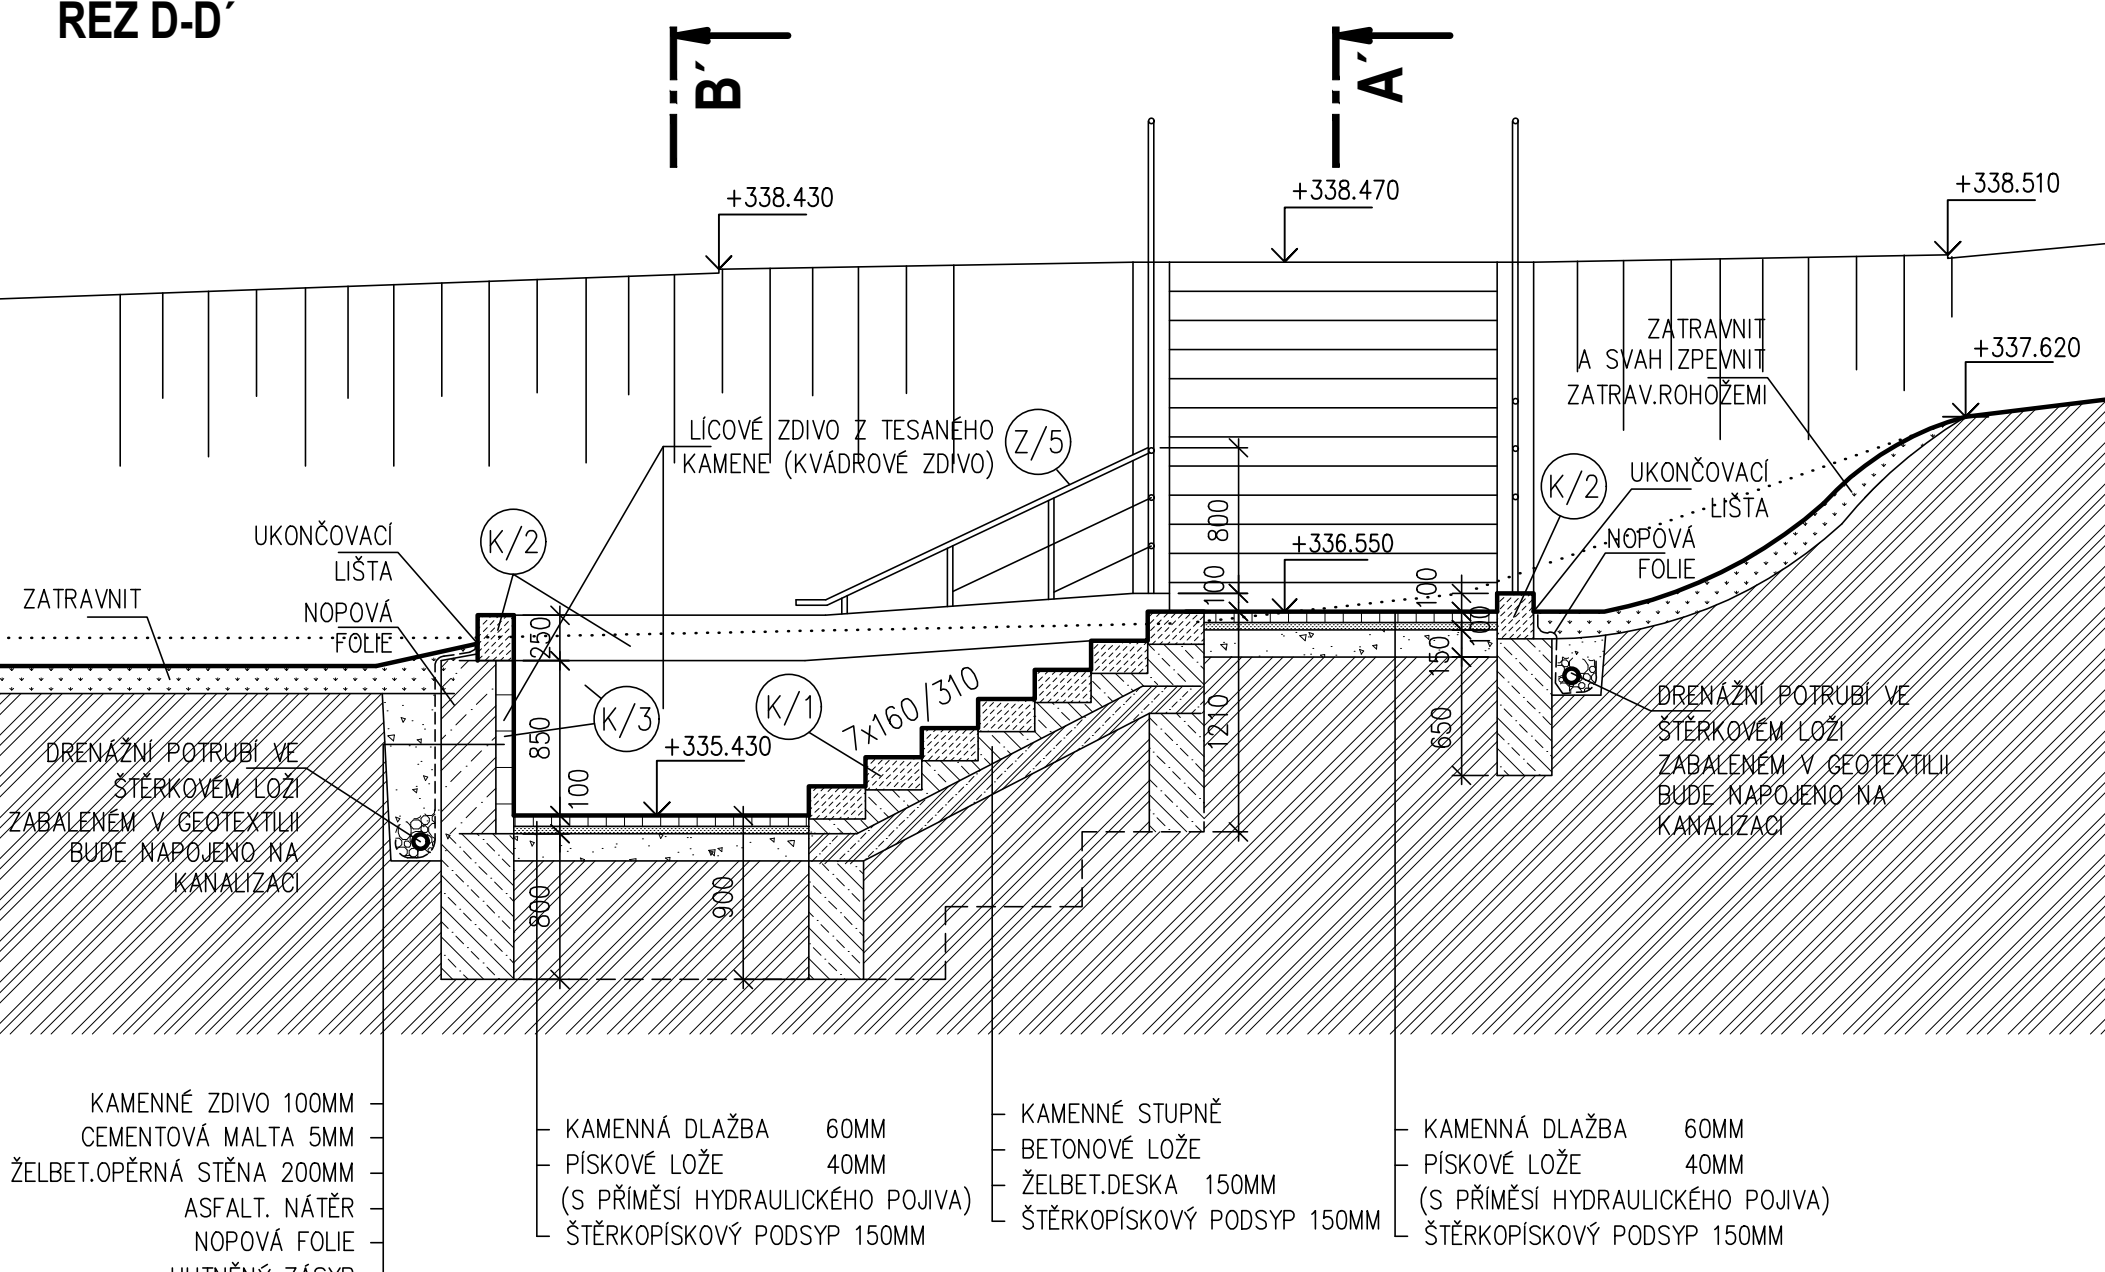 ŘEZ D-D´
B´
A´
+338.430
+338.470
+338.510
ZATRAVNIT
A SVAH ZPEVNIT
ZATRAV.ROHOŽEMI
+337.620
LÍCOVÉ ZDIVO Z TESANÉHO
KAMENE (KVÁDROVÉ ZDIVO)
Z/5
K/2
UKONČOVACÍ
LIŠTA
NOPOVÁ
FOLIE
800
100
+336.550
100
100
150
650
1210
UKONČOVACÍ
LIŠTA
K/2
ZATRAVNIT
NOPOVÁ
FOLIE
250
850
100
K/3
K/1
7x160/310
+335.430
800
900
DRENÁŽNÍ POTRUBÍ VE
ŠTĚRKOVÉM LOŽI
ZABALENÉM V GEOTEXTILII
BUDE NAPOJENO NA
KANALIZACI
DRENÁŽNÍ POTRUBÍ VE
ŠTĚRKOVÉM LOŽI
ZABALENÉM V GEOTEXTILII
BUDE NAPOJENO NA
KANALIZACI
KAMENNÉ ZDIVO 100MM
CEMENTOVÁ MALTA 5MM
ŽELBET.OPĚRNÁ STĚNA 200MM
ASFALT. NÁTĚR
NOPOVÁ FOLIE
KAMENNÁ DLAŽBA 60MM
PÍSKOVÉ LOŽE 40MM
(S PŘÍMĚSÍ HYDRAULICKÉHO POJIVA)
ŠTĚRKOPÍSKOVÝ PODSYP 150MM
KAMENNÉ STUPNĚ
BETONOVÉ LOŽE
ŽELBET.DESKA 150MM
ŠTĚRKOPÍSKOVÝ PODSYP 150MM
KAMENNÁ DLAŽBA 60MM
PÍSKOVÉ LOŽE 40MM
(S PŘÍMĚSÍ HYDRAULICKÉHO POJIVA)
ŠTĚRKOPÍSKOVÝ PODSYP 150MM